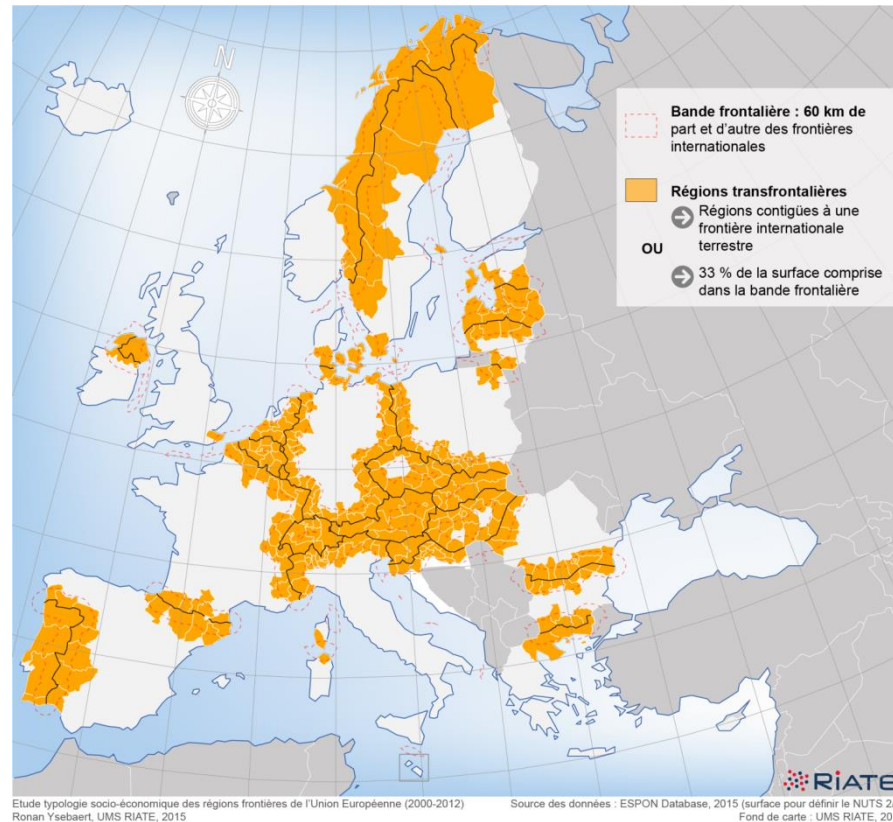 N
Bande frontalière : 60 km de
part et d'autre des frontières
internationales
Régions transfrontalières
Régions contigües à une
frontière internationale
terrestre
OU
33 % de la surface comprise
dans la bande frontalière
RIATE
Etude typologie socio-économique des régions frontières de l'Union Européenne (2000-2012)
Ronan Ysebaert, UMS RIATE, 2015
Source des données : ESPON Database, 2015 (surface pour définir le NUTS 2/
Fond de carte : UMS RIATE, 20